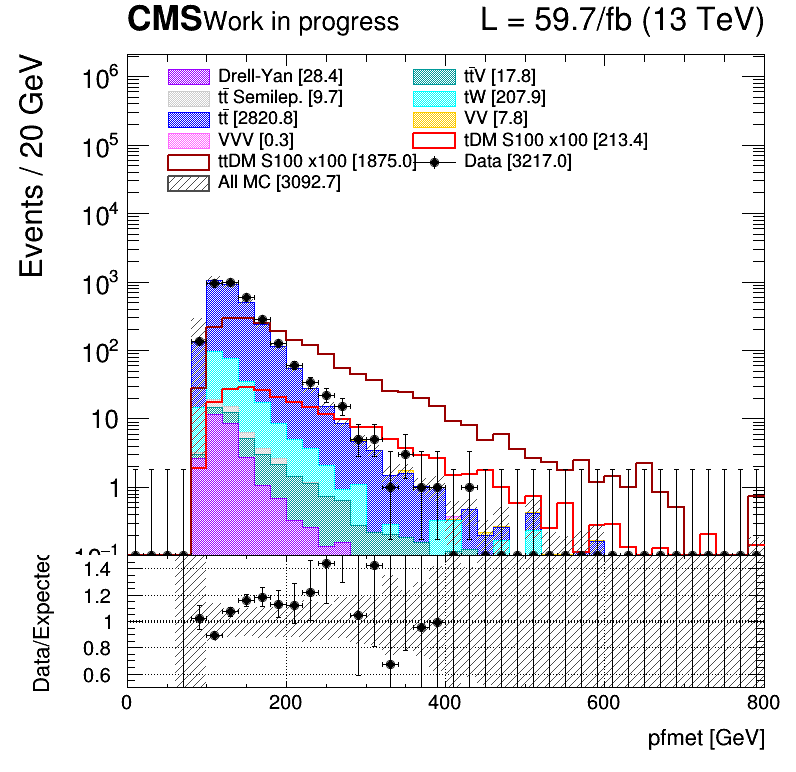 CMS Work in progress L = 59.7/fb (13 TeV)
Events / 20 GeV
Drell-Yan [28.4] tt̄V [17.8]
tt̄ Semilep. [9.7] tW [207.9]
tt̄ [2820.8] VV [7.8]
VVV [0.3] tDM S100 x100 [213.4]
ttDM S100 x100 [1875.0] Data [3217.0]
All MC [3092.7]
10⁶
10⁵
10⁴
10³
10²
10
1
10⁻¹
Data/Expected
1.4
1.2
1
0.8
0.6
0 200 400 600 800
pfmet [GeV]